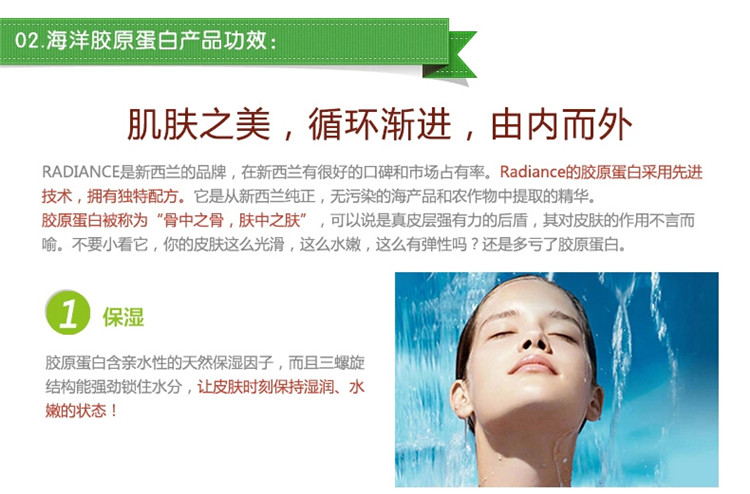 02.海洋胶原蛋白产品功效：
肌肤之美，循环渐进，由内而外
RADIANCE是新西兰的品牌，在新西兰有很好的口碑和市场占有率。Radiance的胶原蛋白采用先进
技术，拥有独特配方。它是从新西兰纯正，无污染的海产品和农作物中提取的精华。
胶原蛋白被称为“骨中之骨，肤中之肤”，可以说是真皮层强有力的后盾，其对皮肤的作用不言而
喻。不要小看它，你的皮肤这么光滑，这么水嫩，这么有弹性吗？还是多亏了胶原蛋白。
1 保湿
胶原蛋白含亲水性的天然保湿因子，而且三螺旋
结构能强劲锁住水分，让皮肤时刻保持湿润、水
嫩的状态！